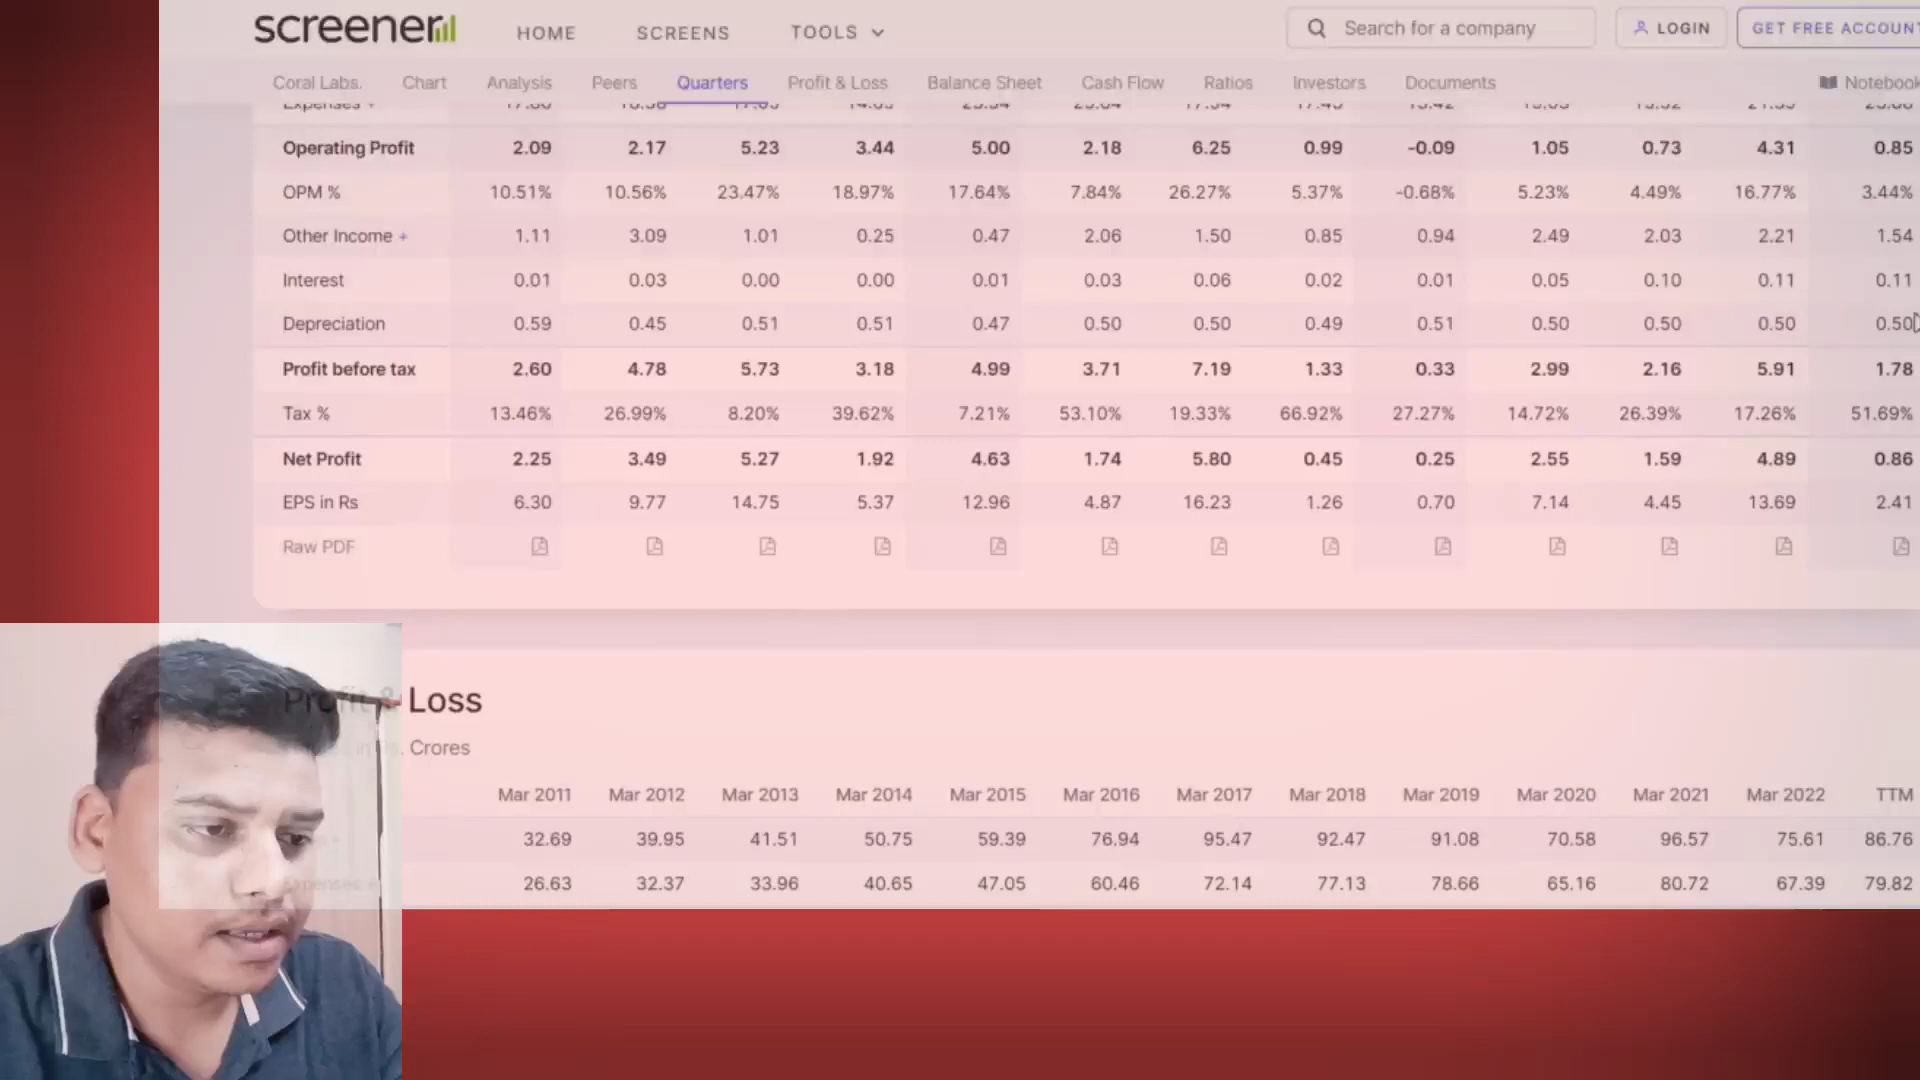 screener HOME SCREENS TOOLS Search for a company LOGIN GET FREE ACCOUNT
Coral Labs. Chart Analysis Peers Quarters Profit & Loss Balance Sheet Cash Flow Ratios Investors Documents Notebook
Expenses +
Operating Profit 2.09 2.17 5.23 3.44 5.00 2.18 6.25 0.99 -0.09 1.05 0.73 4.31 0.85
OPM % 10.51% 10.56% 23.47% 18.97% 17.64% 7.84% 26.27% 5.37% -0.68% 5.23% 4.49% 16.77% 3.44%
Other Income + 1.11 3.09 1.01 0.25 0.47 2.06 1.50 0.85 0.94 2.49 2.03 2.21 1.54
Interest 0.01 0.03 0.00 0.00 0.01 0.03 0.06 0.02 0.01 0.05 0.10 0.11 0.11
Depreciation 0.59 0.45 0.51 0.51 0.47 0.50 0.50 0.49 0.51 0.50 0.50 0.50 0.50
Profit before tax 2.60 4.78 5.73 3.18 4.99 3.71 7.19 1.33 0.33 2.99 2.16 5.91 1.78
Tax % 13.46% 26.99% 8.20% 39.62% 7.21% 53.10% 19.33% 66.92% 27.27% 14.72% 26.39% 17.26% 51.69%
Net Profit 2.25 3.49 5.27 1.92 4.63 1.74 5.80 0.45 0.25 2.55 1.59 4.89 0.86
EPS in Rs 6.30 9.77 14.75 5.37 12.96 4.87 16.23 1.26 0.70 7.14 4.45 13.69 2.41
Raw PDF
Profit & Loss
Crores
Mar 2011 Mar 2012 Mar 2013 Mar 2014 Mar 2015 Mar 2016 Mar 2017 Mar 2018 Mar 2019 Mar 2020 Mar 2021 Mar 2022 TTM
32.69 39.95 41.51 50.75 59.39 76.94 95.47 92.47 91.08 70.58 96.57 75.61 86.76
Expenses 26.63 32.37 33.96 40.65 47.05 60.46 72.14 77.13 78.66 65.16 80.72 67.39 79.82